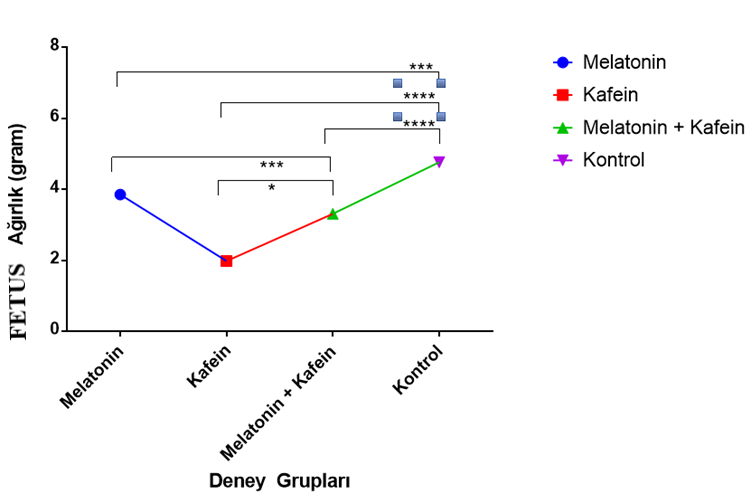 8
6
4
2
0
FETUS Ağırlık (gram)
***
****
****
***
*
Melatonin
Kafein
Melatonin + Kafein
Kontrol
Deney Grupları
Melatonin
Kafein
Melatonin + Kafein
Kontrol